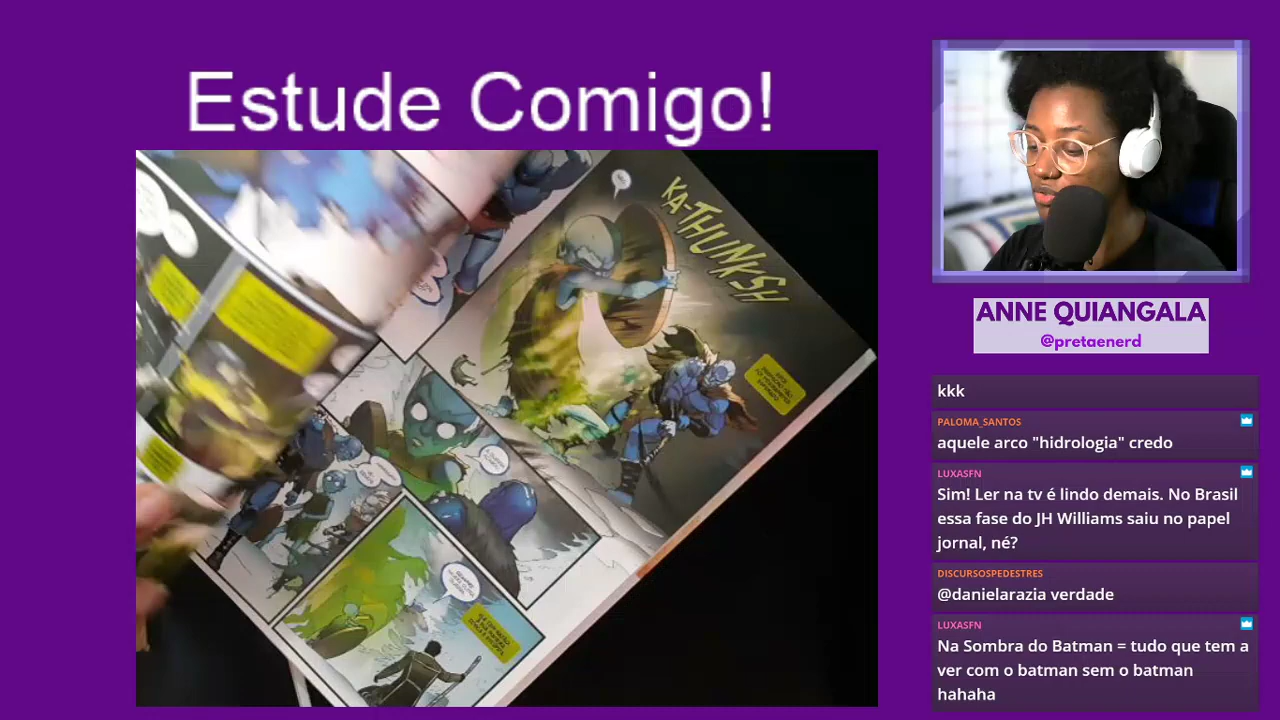 Estude Comigo!
KA-THUNKSH
ANNE QUIANGALA
@pretaenerd
kkk
PALOMA_SANTOS
aquele arco "hidrologia" credo
LUXASFN
Sim! Ler na tv é lindo demais. No Brasil
essa fase do JH Williams saiu no papel
jornal, né?
DISCURSOSPEDESTRES
@danielarazia verdade
LUXASFN
Na Sombra do Batman = tudo que tem a
ver com o batman sem o batman
hahaha